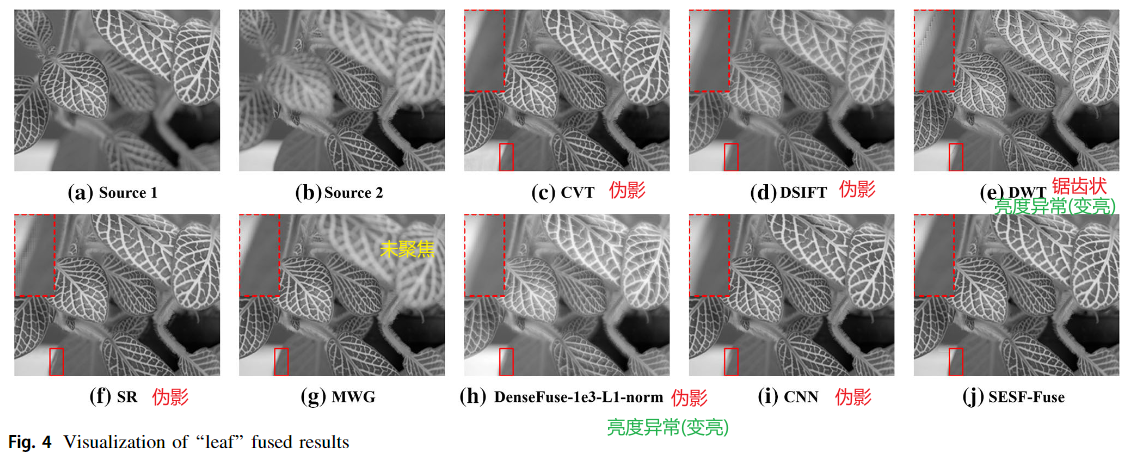 (a) Source 1
(b) Source 2
(c) CVT 伪影
(d) DSIFT 伪影
(e) DWT 锯齿状
亮度异常(变亮)
未聚焦
(f) SR 伪影
(g) MWG
(h) DenseFuse-1e3-L1-norm 伪影
(i) CNN 伪影
(j) SESF-Fuse
亮度异常(变亮)
Fig. 4 Visualization of “leaf” fused results